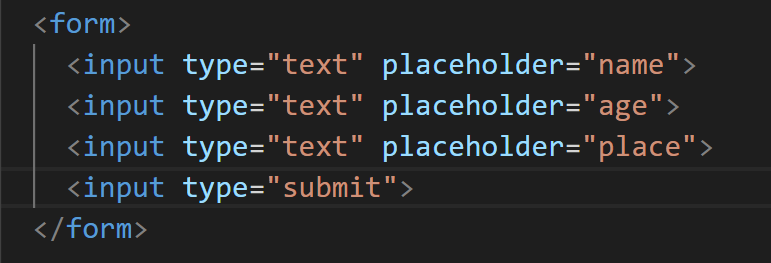 <form>
<input type="text" placeholder="name">
<input type="text" placeholder="age">
<input type="text" placeholder="place">
<input type="submit">
</form>